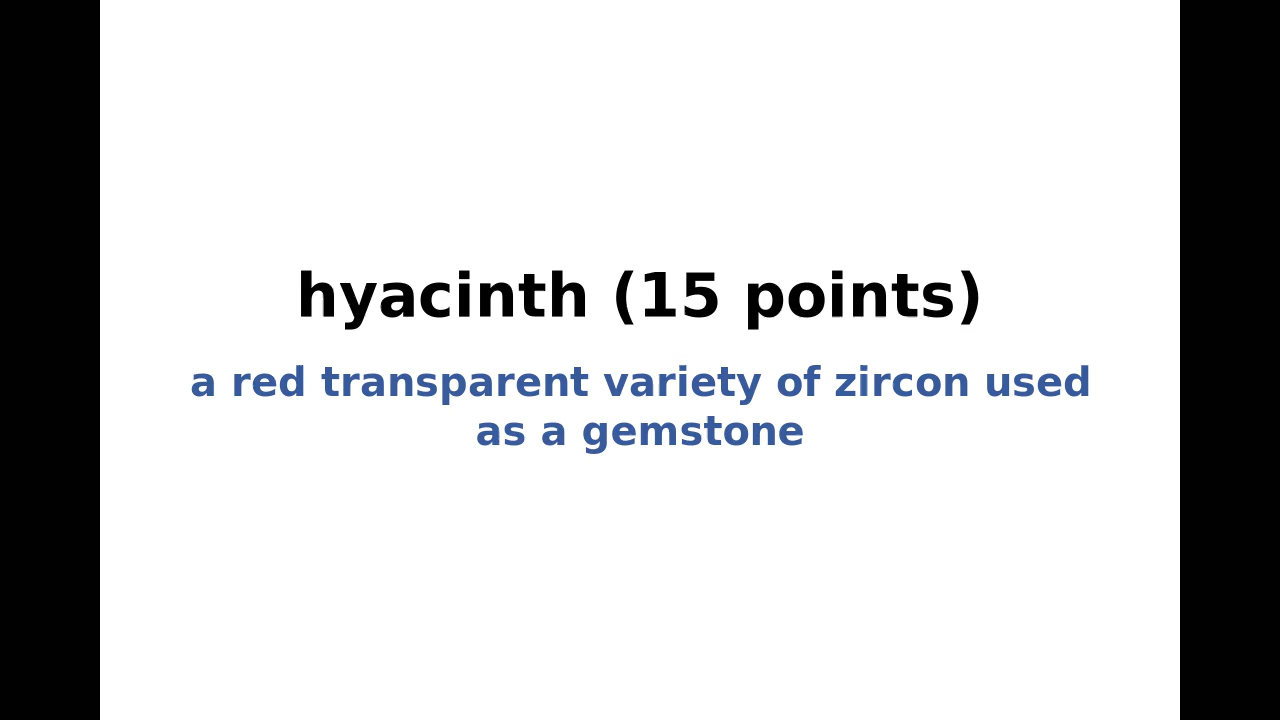 hyacinth (15 points)
a red transparent variety of zircon used
as a gemstone